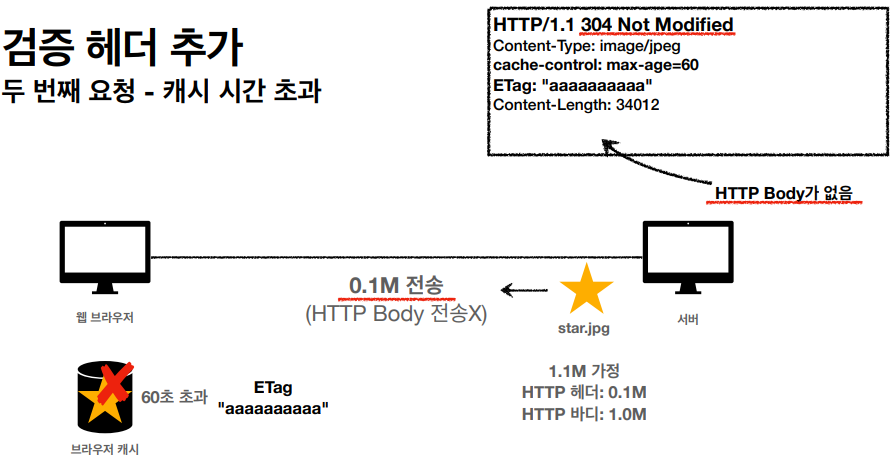 검증 헤더 추가
두 번째 요청 - 캐시 시간 초과
HTTP/1.1 304 Not Modified
Content-Type: image/jpeg
cache-control: max-age=60
ETag: "aaaaaaaaaa"
Content-Length: 34012
HTTP Body가 없음
0.1M 전송
(HTTP Body 전송X)
star.jpg
웹 브라우저
서버
60초 초과
ETag
"aaaaaaaaaa"
브라우저 캐시
1.1M 가정
HTTP 헤더: 0.1M
HTTP 바디: 1.0M